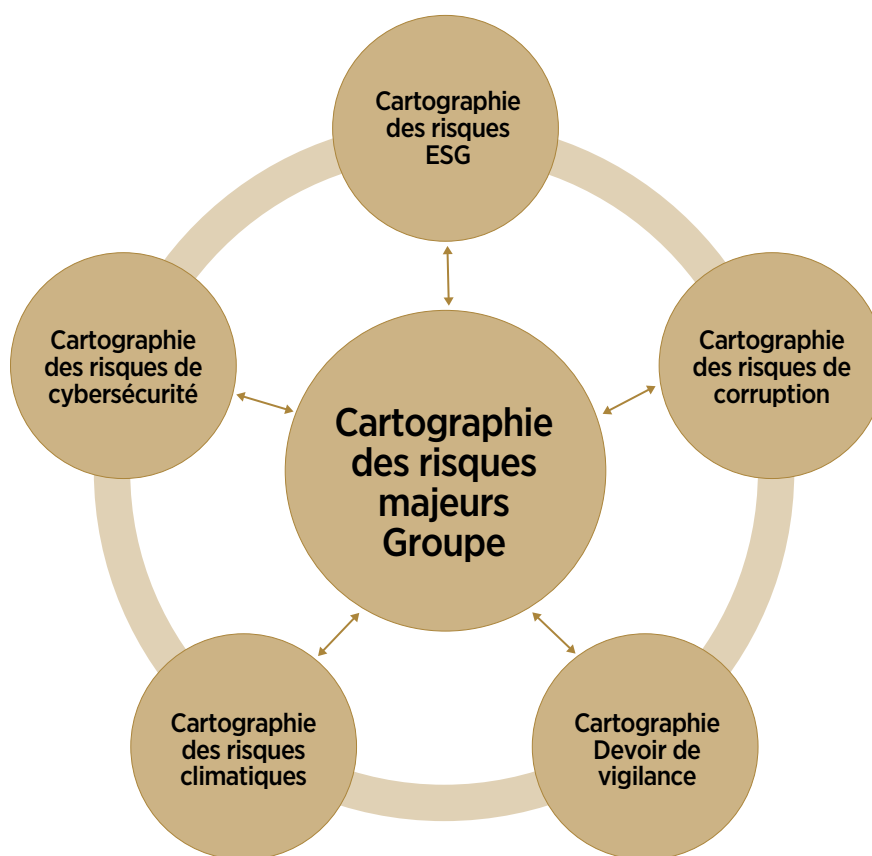 Cartographie
des risques
ESG
Cartographie
des risques de
cybersécurité
Cartographie
des risques de
corruption
Cartographie
des risques
majeurs
Groupe
Cartographie
des risques
climatiques
Cartographie
Devoir de
vigilance